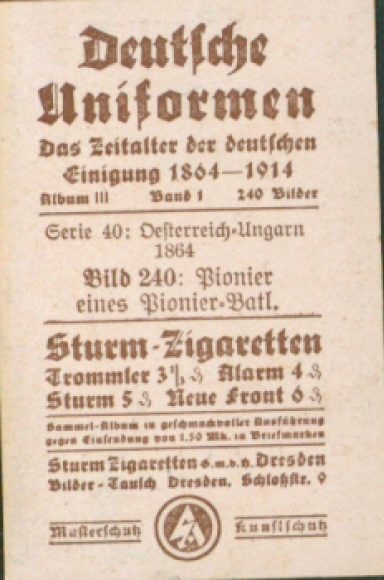 Deutsche
Uniformen
Das Zeitalter der deutschen
Einigung 1864—1914
Album III Band 1 240 Bilder
Serie 40: Oesterreich-Ungarn
1864
Bild 240: Pionier
eines Pionier-Batl.
Sturm-Zigaretten
Trommler 3⅓ ₰ Alarm 4 ₰
Sturm 5 ₰ Neue Front 6 ₰
Sammel-Album in geschmackvoller Ausführung
gegen Einsendung von 1.50 Mk. in Briefmarken
Sturm Zigaretten G.m.b.H. Dresden
Bilder-Tausch Dresden, Schloßstr. 9
Musterschutz Kunstschutz